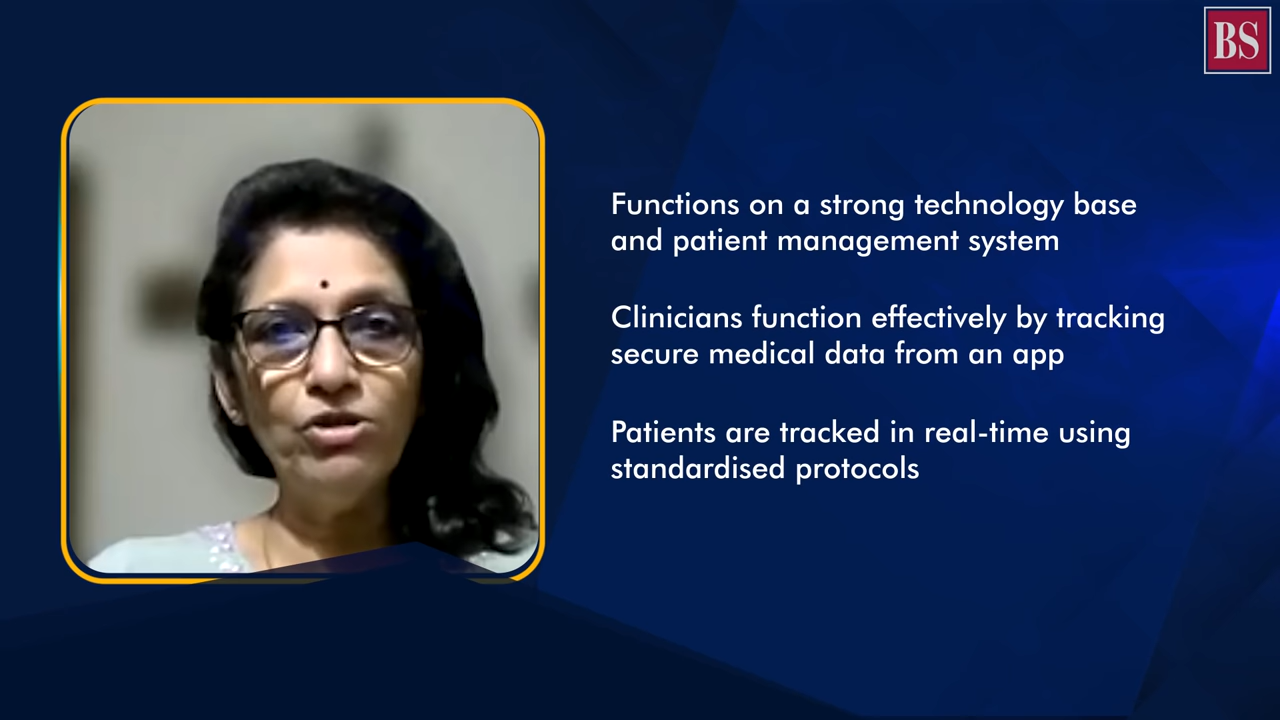 BS
Functions on a strong technology base
and patient management system
Clinicians function effectively by tracking
secure medical data from an app
Patients are tracked in real-time using
standardised protocols